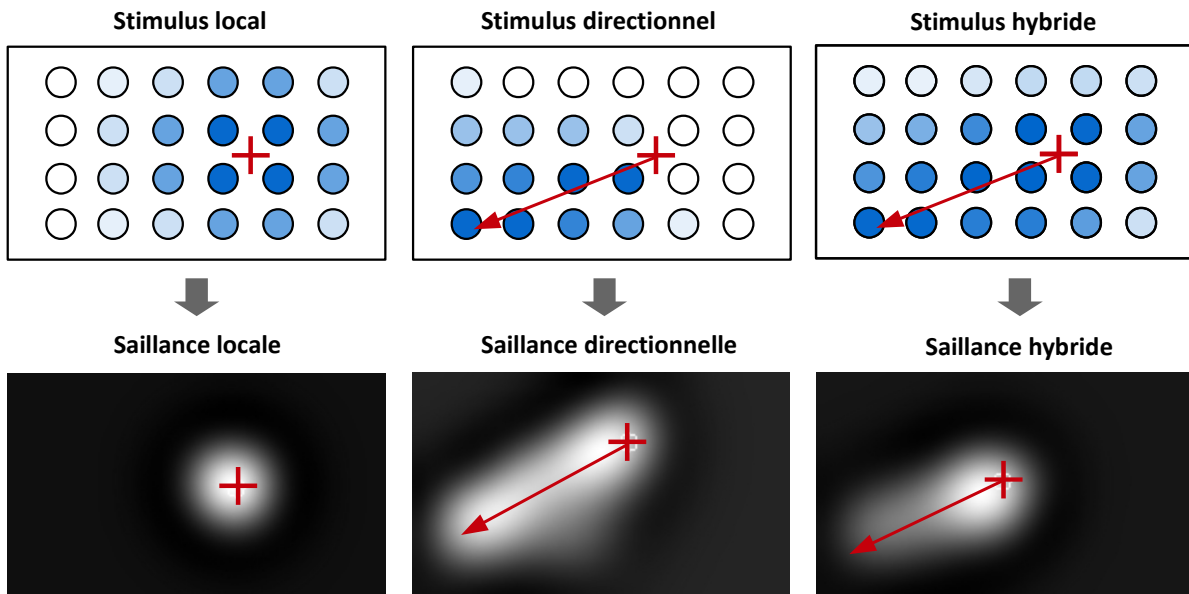 Stimulus local
Stimulus directionnel
Stimulus hybride
Saillance locale
Saillance directionnelle
Saillance hybride